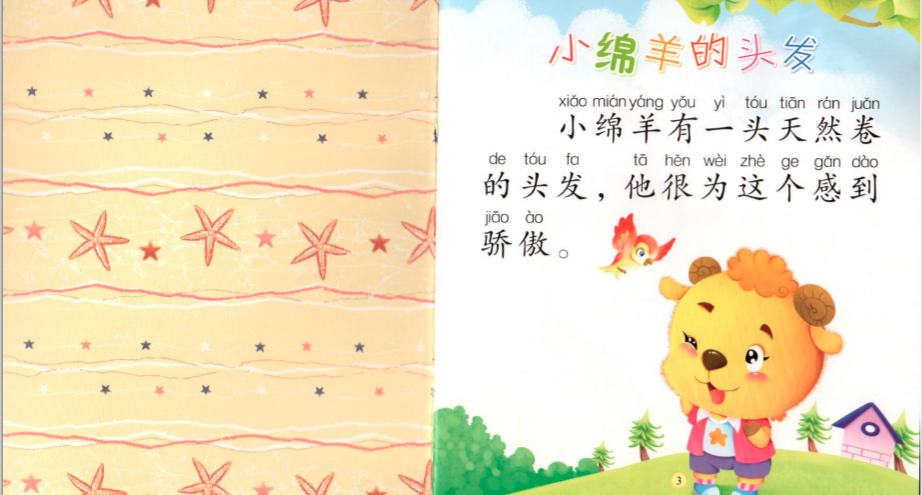 小绵羊的头发
xiǎo mián yáng yǒu yì tóu tiān rán juǎn
小绵羊有一头天然卷
de tóu fa tā hěn wèi zhè ge gǎn dào
的头发，他很为这个感到
jiāo ào
骄傲。
3